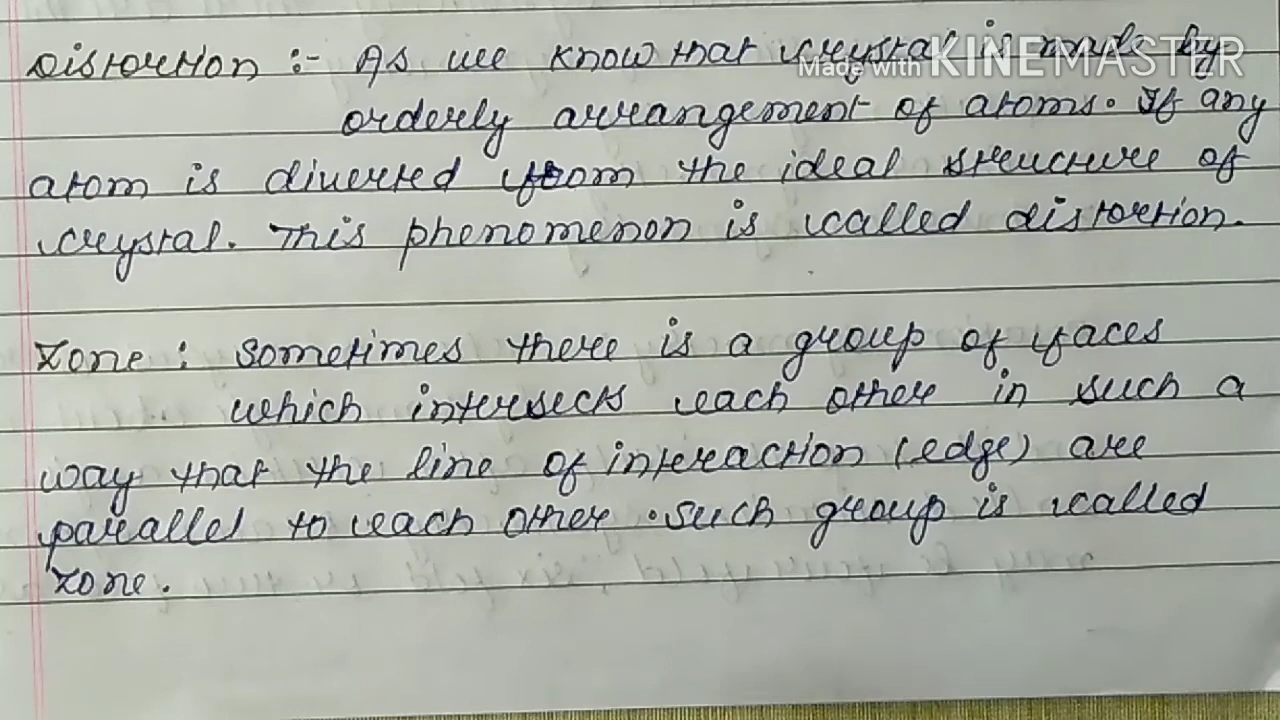 Distortion :- As we know that crystal is made by
Made with KINEMASTER
orderly arrangement of atoms. If any
atom is diverted from the ideal structure of
crystal. This phenomenon is called distortion.
Zone : Sometimes there is a group of faces
which intersects each other in such a
way that the line of interaction (edge) are
parallel to each other. Such group is called
zone.